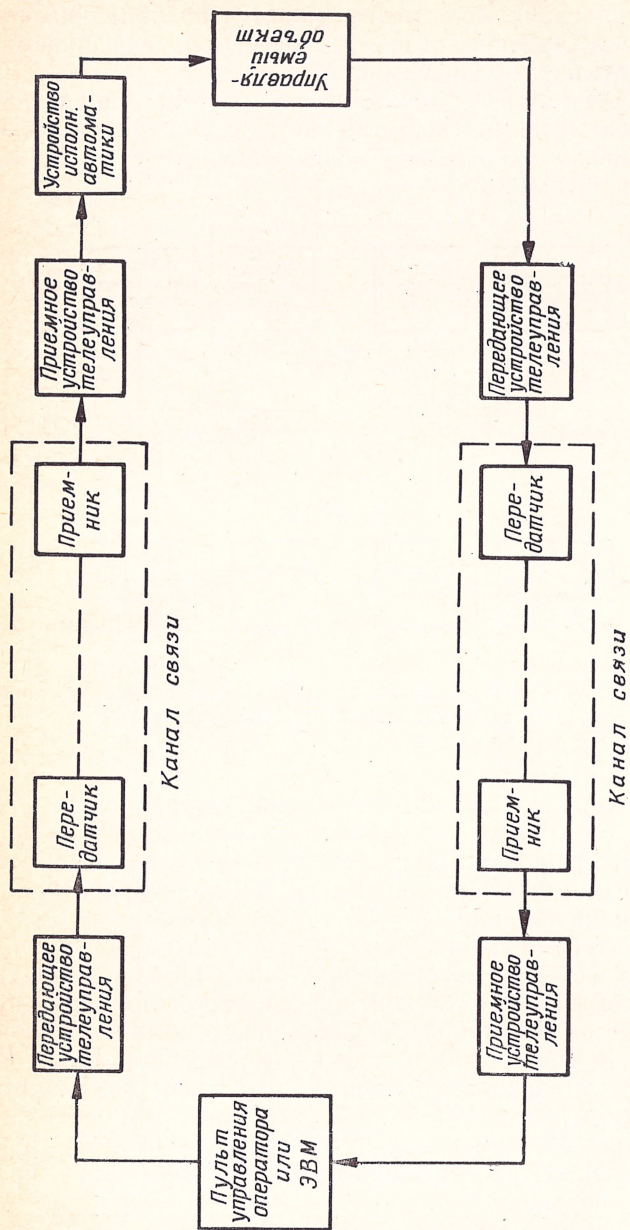 Пульт
управления
оператора
или
ЭВМ
Передающее
устройство
телеуправ-
ления
Пере-
датчик
Прием-
ник
Канал связи
Приемное
устройство
телеуправ-
ления
Устройство
исполн.
автома-
тики
Управля-
емый
объект
Передающее
устройство
телеуправ-
ления
Пере-
датчик
Прием-
ник
Канал связи
Приемное
устройство
телеуправ-
ления